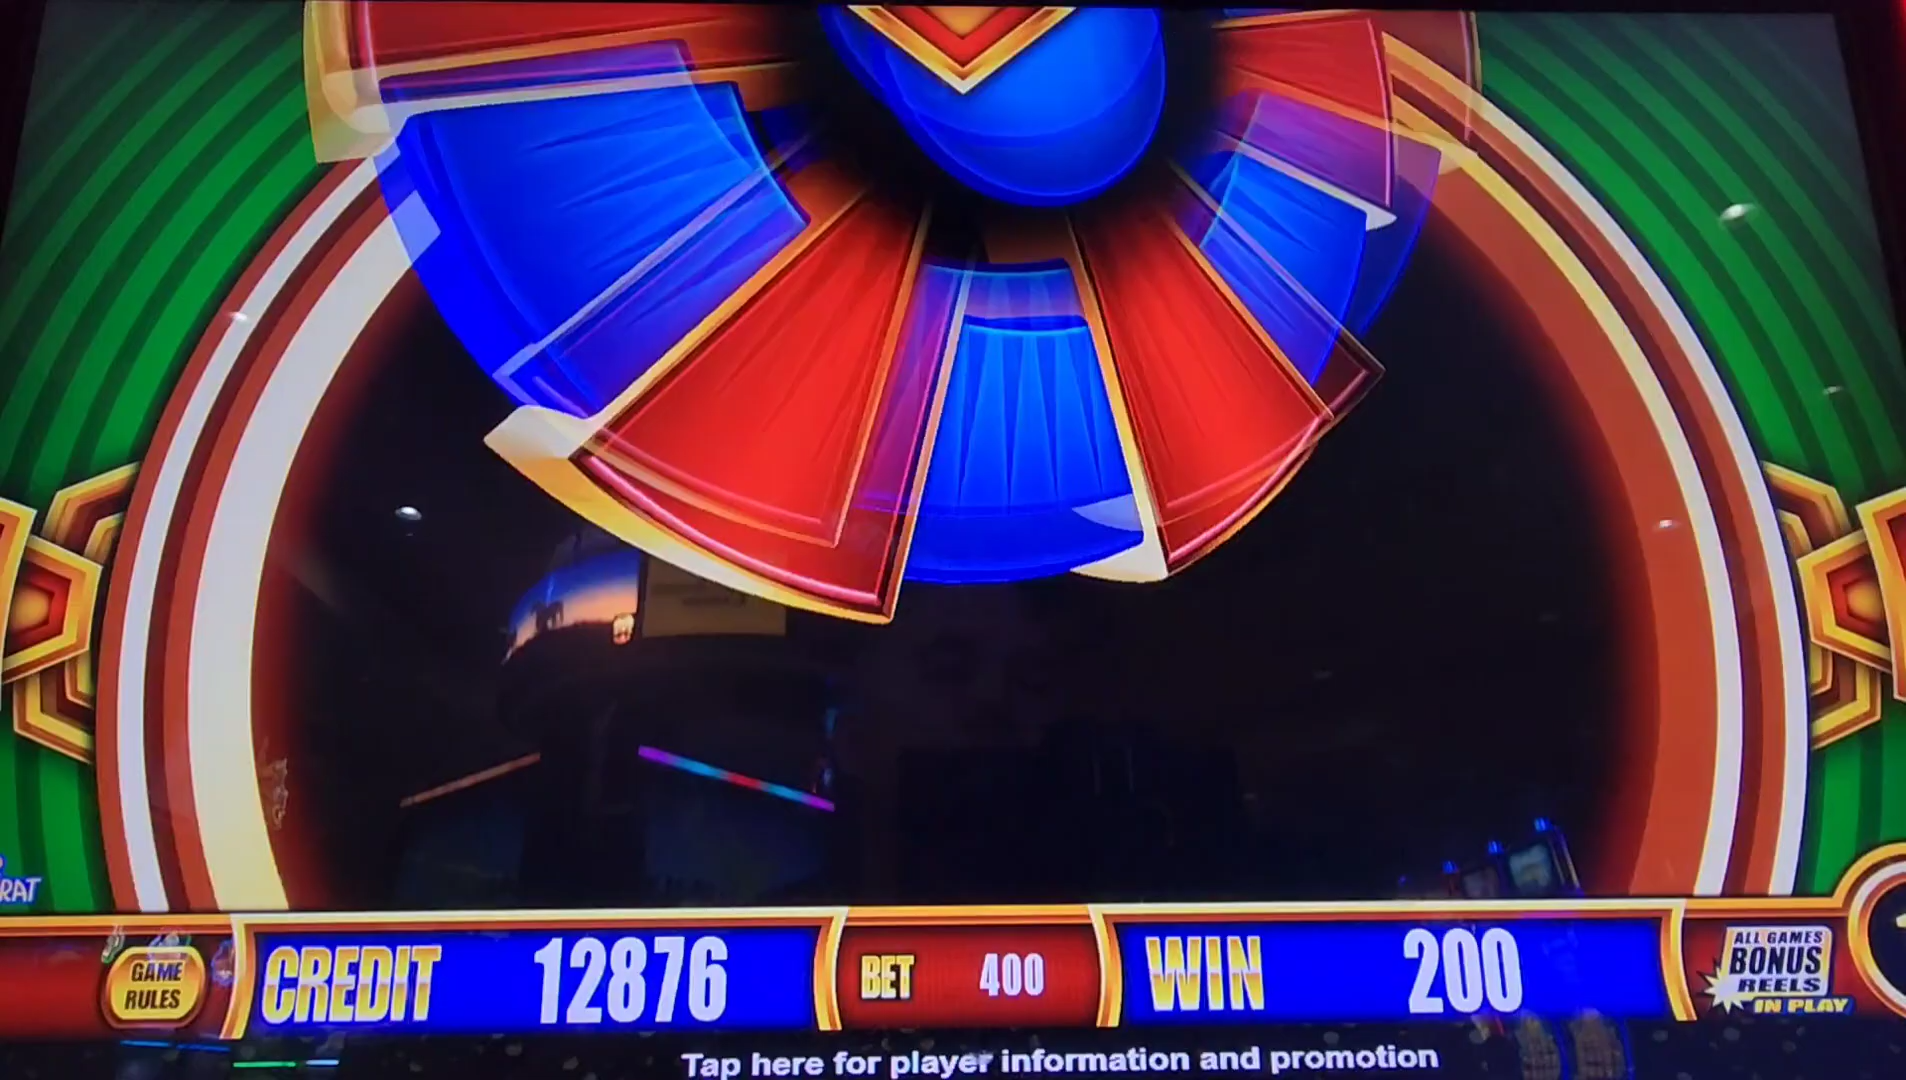 RAT
GAME
RULES
CREDIT 12876
BET 400
WIN 200
ALL GAMES
BONUS
REELS
IN PLAY
Tap here for player information and promotion